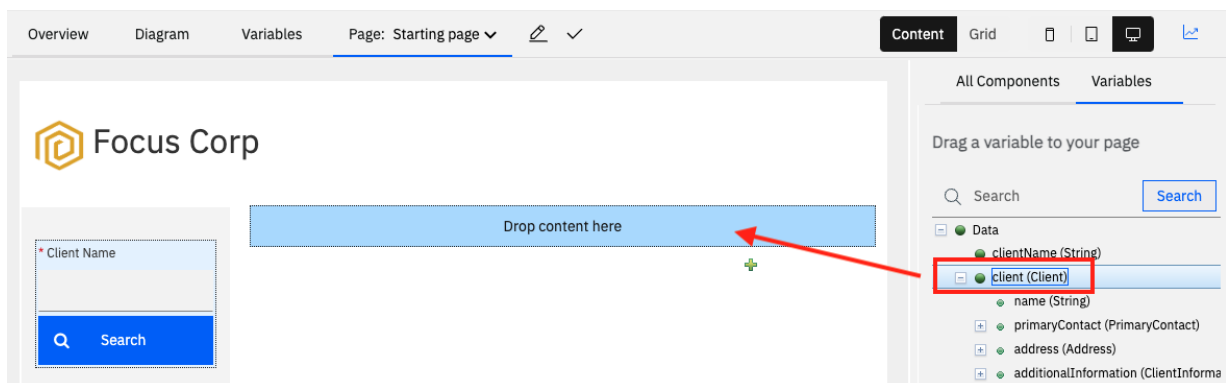 Overview Diagram Variables Page: Starting page Content Grid
All Components Variables
Focus Corp
Drag a variable to your page
Search Search
Drop content here
Data
* Client Name
clientName (String)
client (Client)
name (String)
Search
primaryContact (PrimaryContact)
address (Address)
additionalInformation (ClientInforma